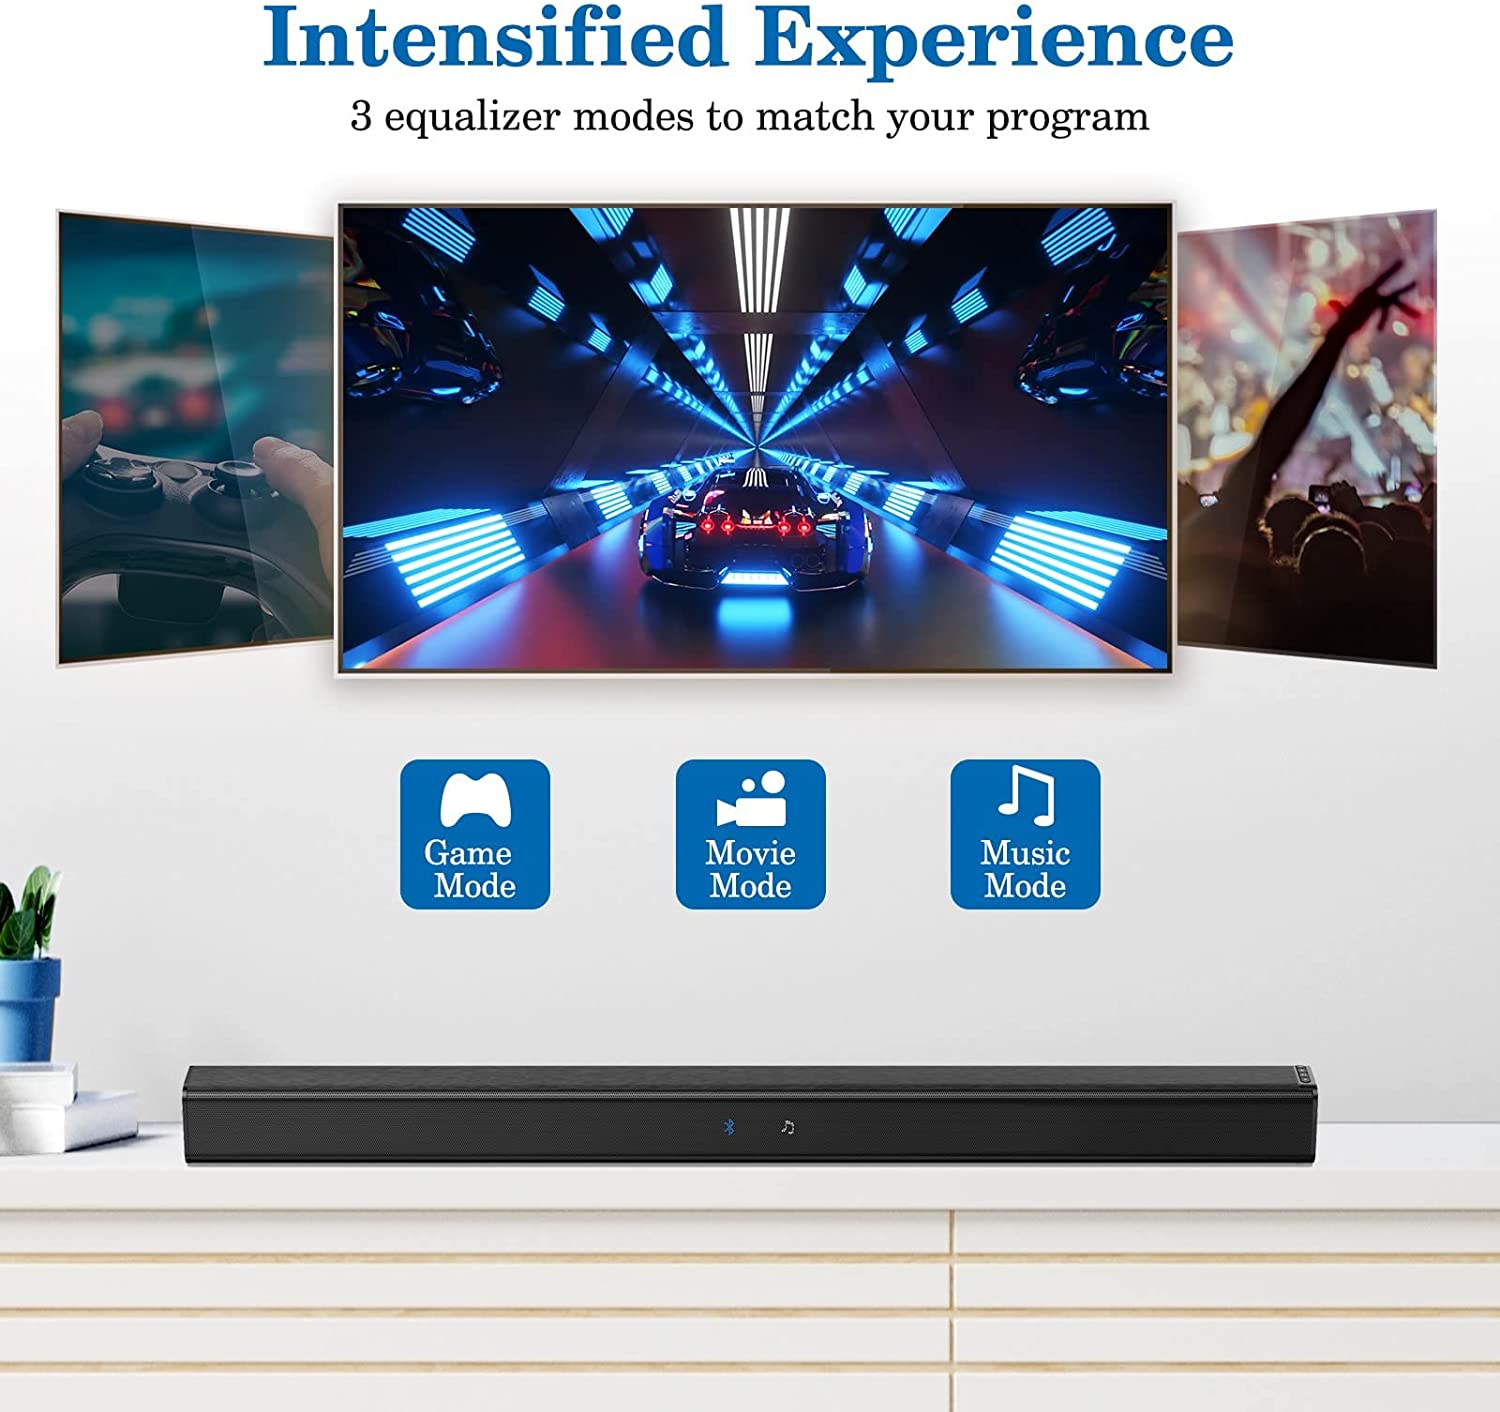 Intensified Experience
3 equalizer modes to match your program
Game
Mode
Movie
Mode
Music
Mode